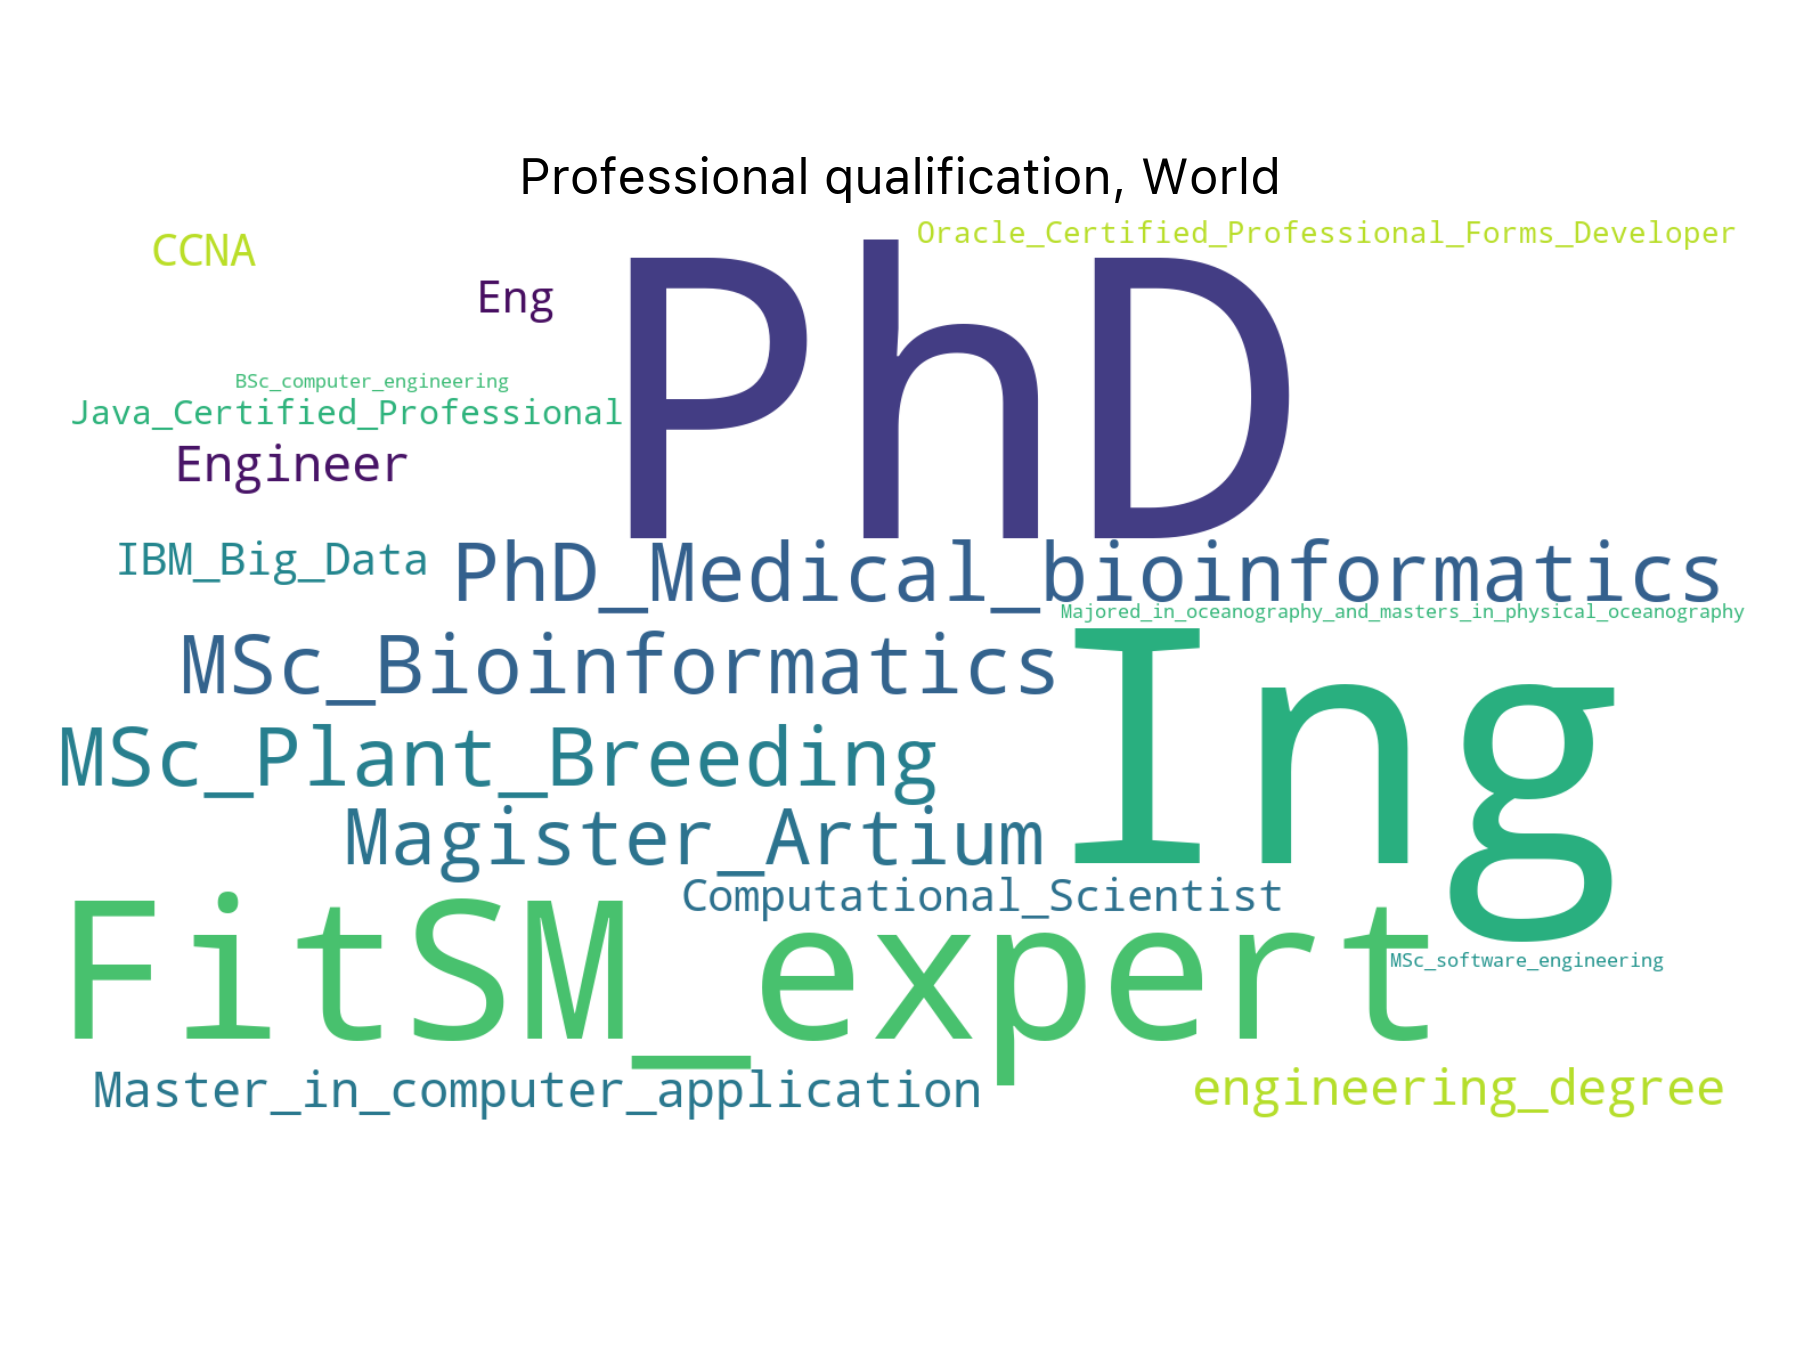 Professional qualification, World
CCNA
Oracle_Certified_Professional_Forms_Developer
Eng
PhD
BSc_computer_engineering
Java_Certified_Professional
Engineer
IBM_Big_Data
PhD_Medical_bioinformatics
Majored_in_oceanography_and_masters_in_physical_oceanography
MSc_Bioinformatics
Ing
MSc_Plant_Breeding
Magister_Artium
Computational_Scientist
FitSM_expert
MSc_software_engineering
Master_in_computer_application
engineering_degree